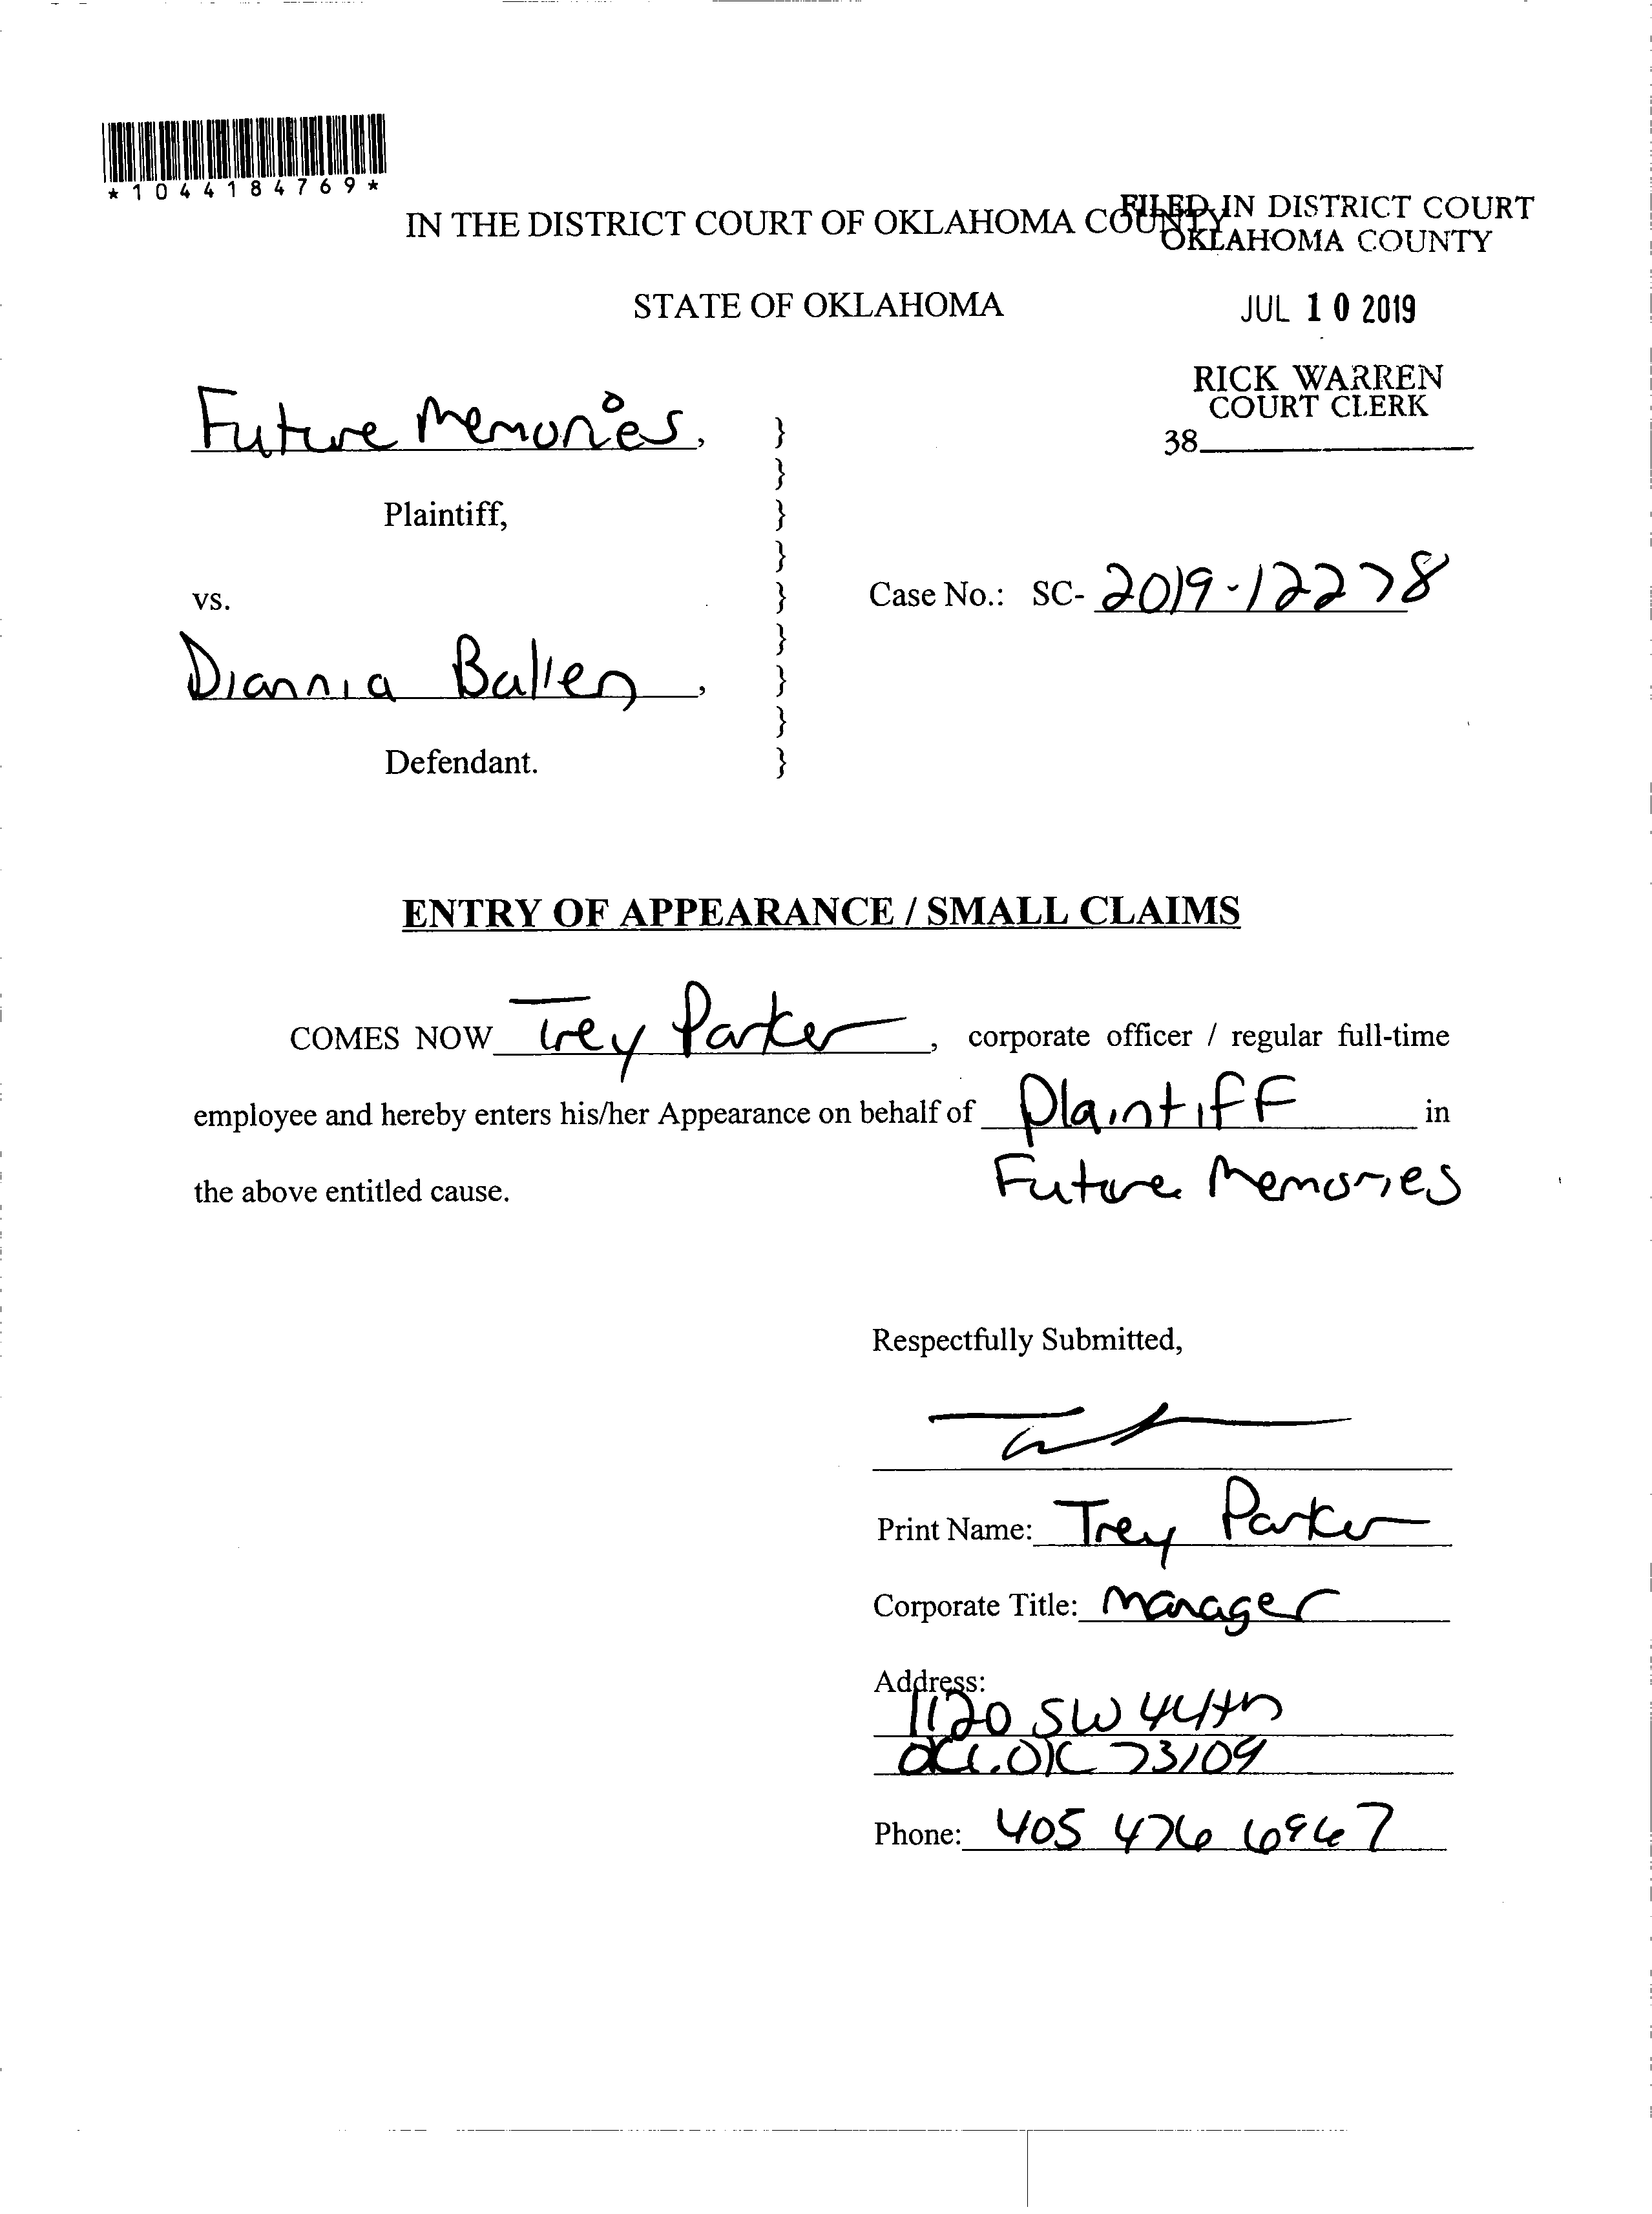 *1044184769*
FILED IN DISTRICT COURT
OKLAHOMA COUNTY
IN THE DISTRICT COURT OF OKLAHOMA COUNTY
STATE OF OKLAHOMA
JUL 10 2019
RICK WARREN
COURT CLERK
38
Future Memories,
Plaintiff,
vs.
Case No.: SC- 2019-12278
Diannia Ballen,
Defendant.
ENTRY OF APPEARANCE / SMALL CLAIMS
COMES NOW Trey Parker, corporate officer / regular full-time
employee and hereby enters his/her Appearance on behalf of Plaintiff in
the above entitled cause. Future Memories
Respectfully Submitted,
Print Name: Trey Parker
Corporate Title: Manager
Address:
1120 SW 44th
OKC. OK 73109
Phone: 405 476 6967